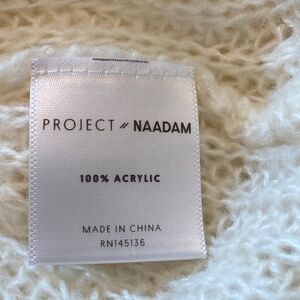 PROJECT // NAADAM
100% ACRYLIC
MADE IN CHINA
RN145136